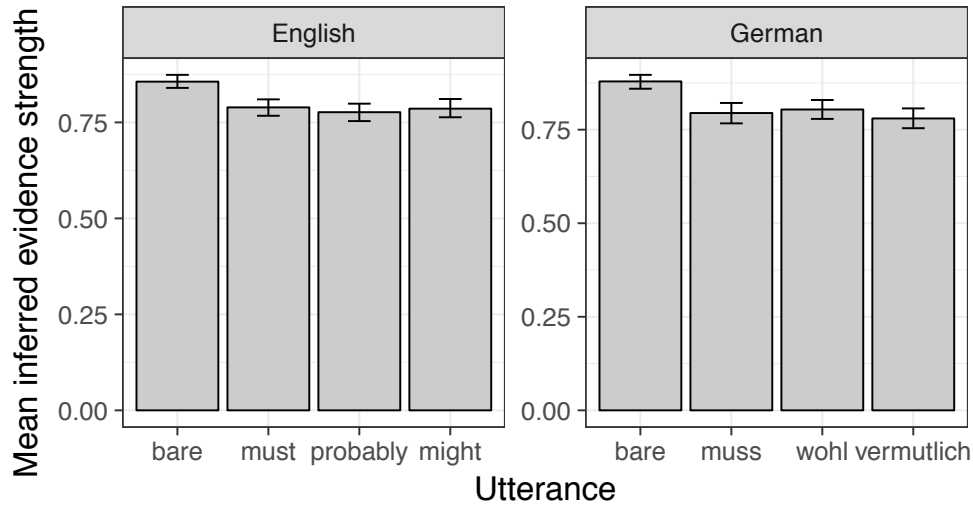 Mean inferred evidence strength
English
German
0.75
0.50
0.25
0.00
0.75
0.50
0.25
0.00
bare must probably might
bare muss wohl vermutlich
Utterance